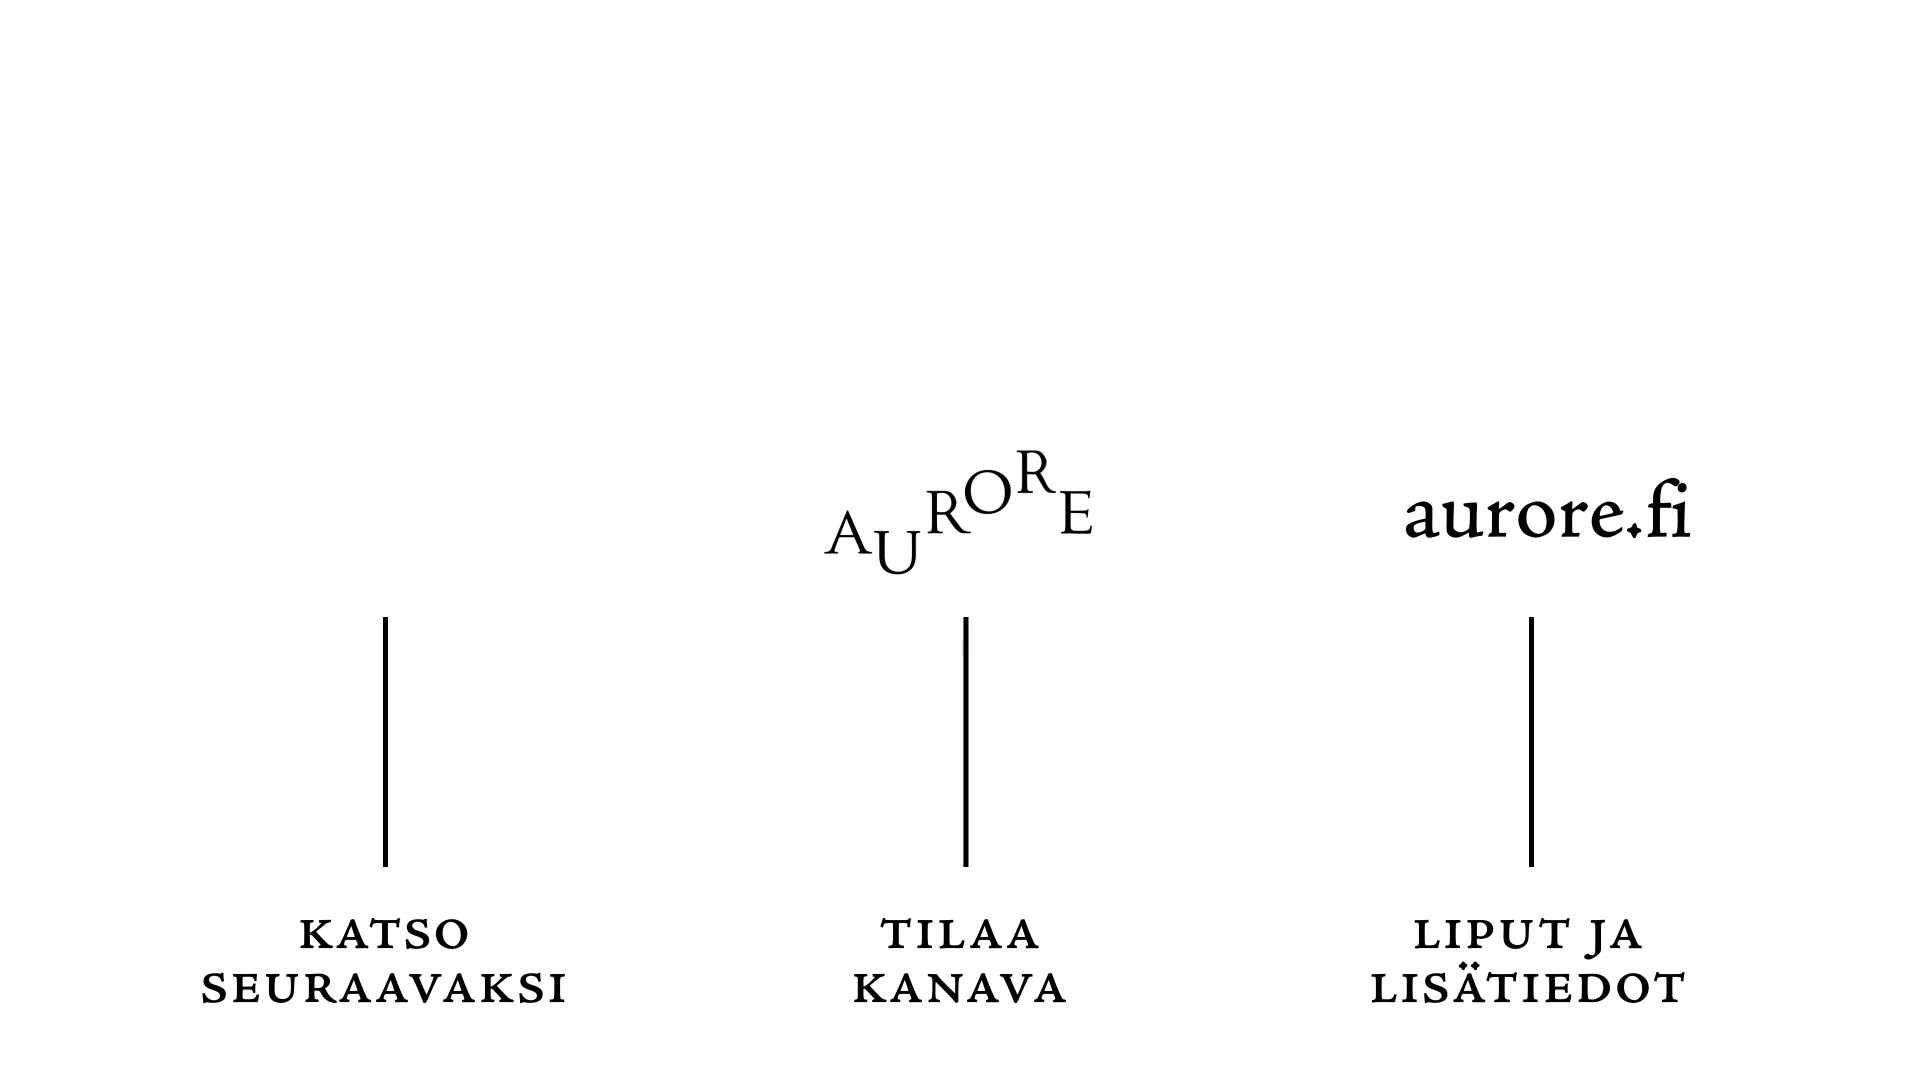 AURORE
aurore.fi
KATSO
SEURAAVAKSI
TILAA
KANAVA
LIPUT JA
LISÄTIEDOT